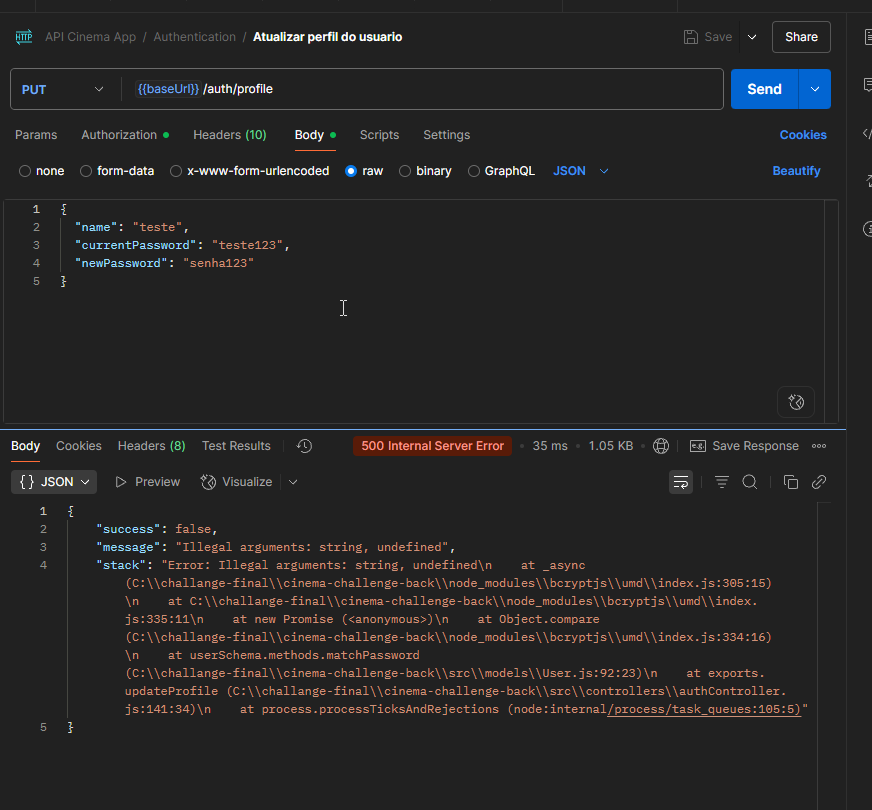 HTTP API Cinema App / Authentication / Atualizar perfil do usuario Save Share
PUT {{baseUrl}} /auth/profile Send
Params Authorization Headers (10) Body Scripts Settings Cookies
none form-data x-www-form-urlencoded raw binary GraphQL JSON Beautify
1 {
2 "name": "teste",
3 "currentPassword": "teste123",
4 "newPassword": "senha123"
5 }
Body Cookies Headers (8) Test Results 500 Internal Server Error • 35 ms • 1.05 KB • e.g. Save Response
{} JSON Preview Visualize
1 {
2 "success": false,
3 "message": "Illegal arguments: string, undefined",
4 "stack": "Error: Illegal arguments: string, undefined\n    at _async
(C:\\challange-final\\cinema-challenge-back\\node_modules\\bcryptjs\\umd\\index.js:305:15)
\n    at C:\\challange-final\\cinema-challenge-back\\node_modules\\bcryptjs\\umd\\index.
js:335:11\n    at new Promise (<anonymous>)\n    at Object.compare
(C:\\challange-final\\cinema-challenge-back\\node_modules\\bcryptjs\\umd\\index.js:334:16)
\n    at userSchema.methods.matchPassword
(C:\\challange-final\\cinema-challenge-back\\src\\models\\User.js:92:23)\n    at exports.
updateProfile (C:\\challange-final\\cinema-challenge-back\\src\\controllers\\authController.
js:141:34)\n    at process.processTicksAndRejections (node:internal/process/task_queues:105:5)"
5 }